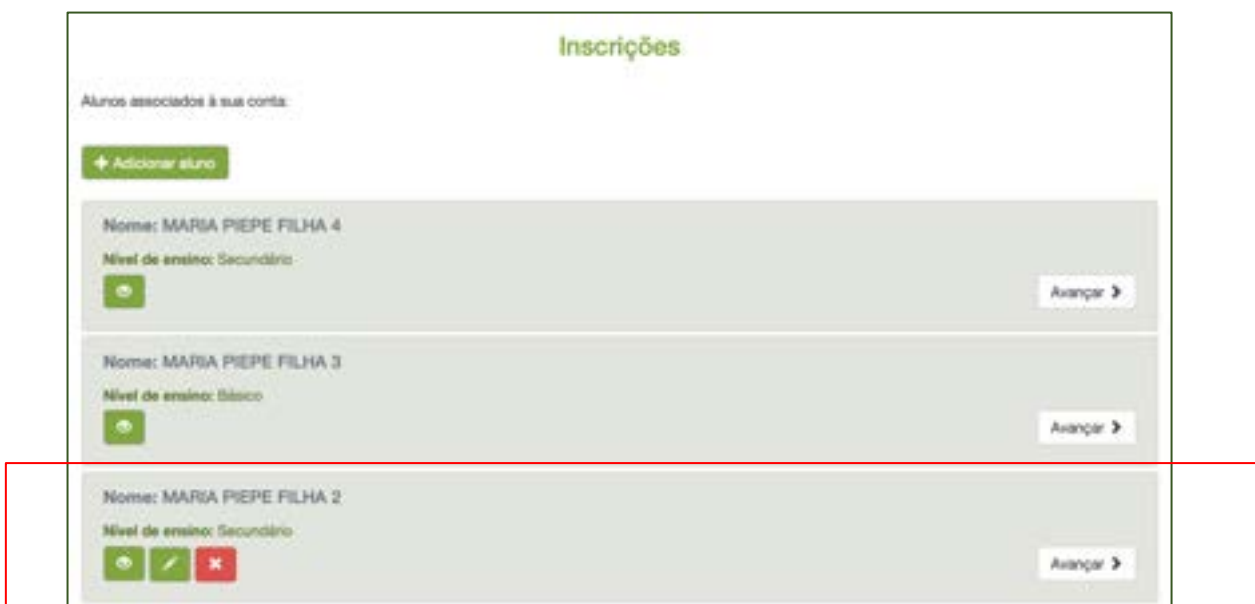 Inscrições
Alunos associados à sua conta:
Adicionar aluno
Nome: MARIA PIEPE FILHA 4
Nível de ensino: Secundário
Avançar
Nome: MARIA PIEPE FILHA 3
Nível de ensino: Básico
Avançar
Nome: MARIA PIEPE FILHA 2
Nível de ensino: Secundário
Avançar